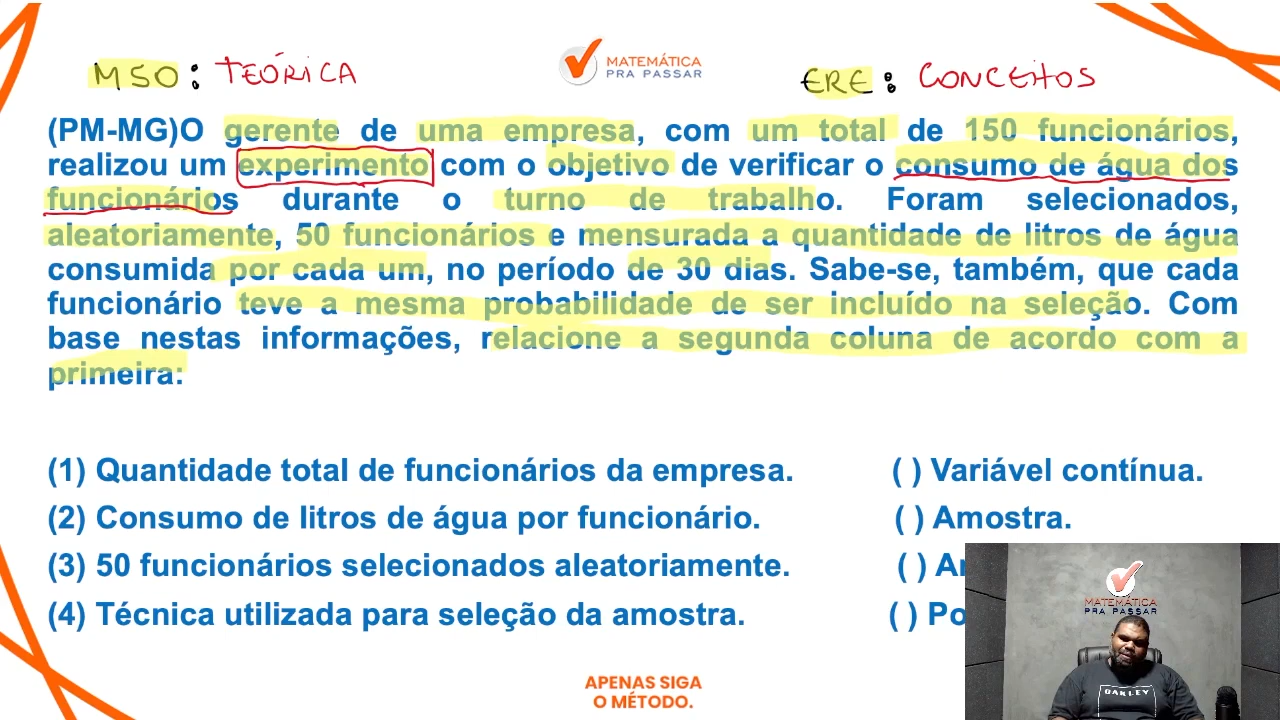 MSO: TEÓRICA
MATEMÁTICA
PRA PASSAR
ERE: CONCEITOS
(PM-MG)O gerente de uma empresa, com um total de 150 funcionários,
realizou um experimento com o objetivo de verificar o consumo de água dos
funcionários durante o turno de trabalho. Foram selecionados,
aleatoriamente, 50 funcionários e mensurada a quantidade de litros de água
consumida por cada um, no período de 30 dias. Sabe-se, também, que cada
funcionário teve a mesma probabilidade de ser incluído na seleção. Com
base nestas informações, relacione a segunda coluna de acordo com a
primeira:
(1) Quantidade total de funcionários da empresa. ( ) Variável contínua.
(2) Consumo de litros de água por funcionário. ( ) Amostra.
(3) 50 funcionários selecionados aleatoriamente. ( )
(4) Técnica utilizada para seleção da amostra. ( )
MATEMÁTICA
PRA PASSAR
OAKLEY
APENAS SIGA
O MÉTODO.